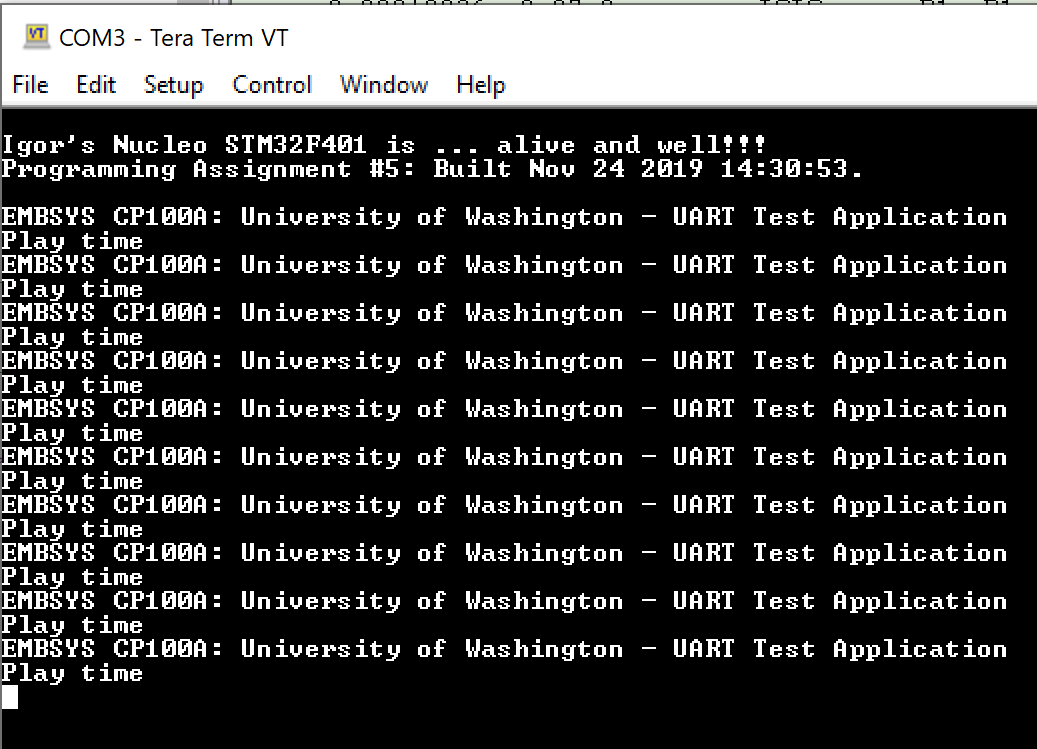 VT
COM3 - Tera Term VT
File Edit Setup Control Window Help
Igor's Nucleo STM32F401 is ... alive and well!!!
Programming Assignment #5: Built Nov 24 2019 14:30:53.
EMBSYS CP100A: University of Washington - UART Test Application
Play time
EMBSYS CP100A: University of Washington - UART Test Application
Play time
EMBSYS CP100A: University of Washington - UART Test Application
Play time
EMBSYS CP100A: University of Washington - UART Test Application
Play time
EMBSYS CP100A: University of Washington - UART Test Application
Play time
EMBSYS CP100A: University of Washington - UART Test Application
Play time
EMBSYS CP100A: University of Washington - UART Test Application
Play time
EMBSYS CP100A: University of Washington - UART Test Application
Play time
EMBSYS CP100A: University of Washington - UART Test Application
Play time
EMBSYS CP100A: University of Washington - UART Test Application
Play time